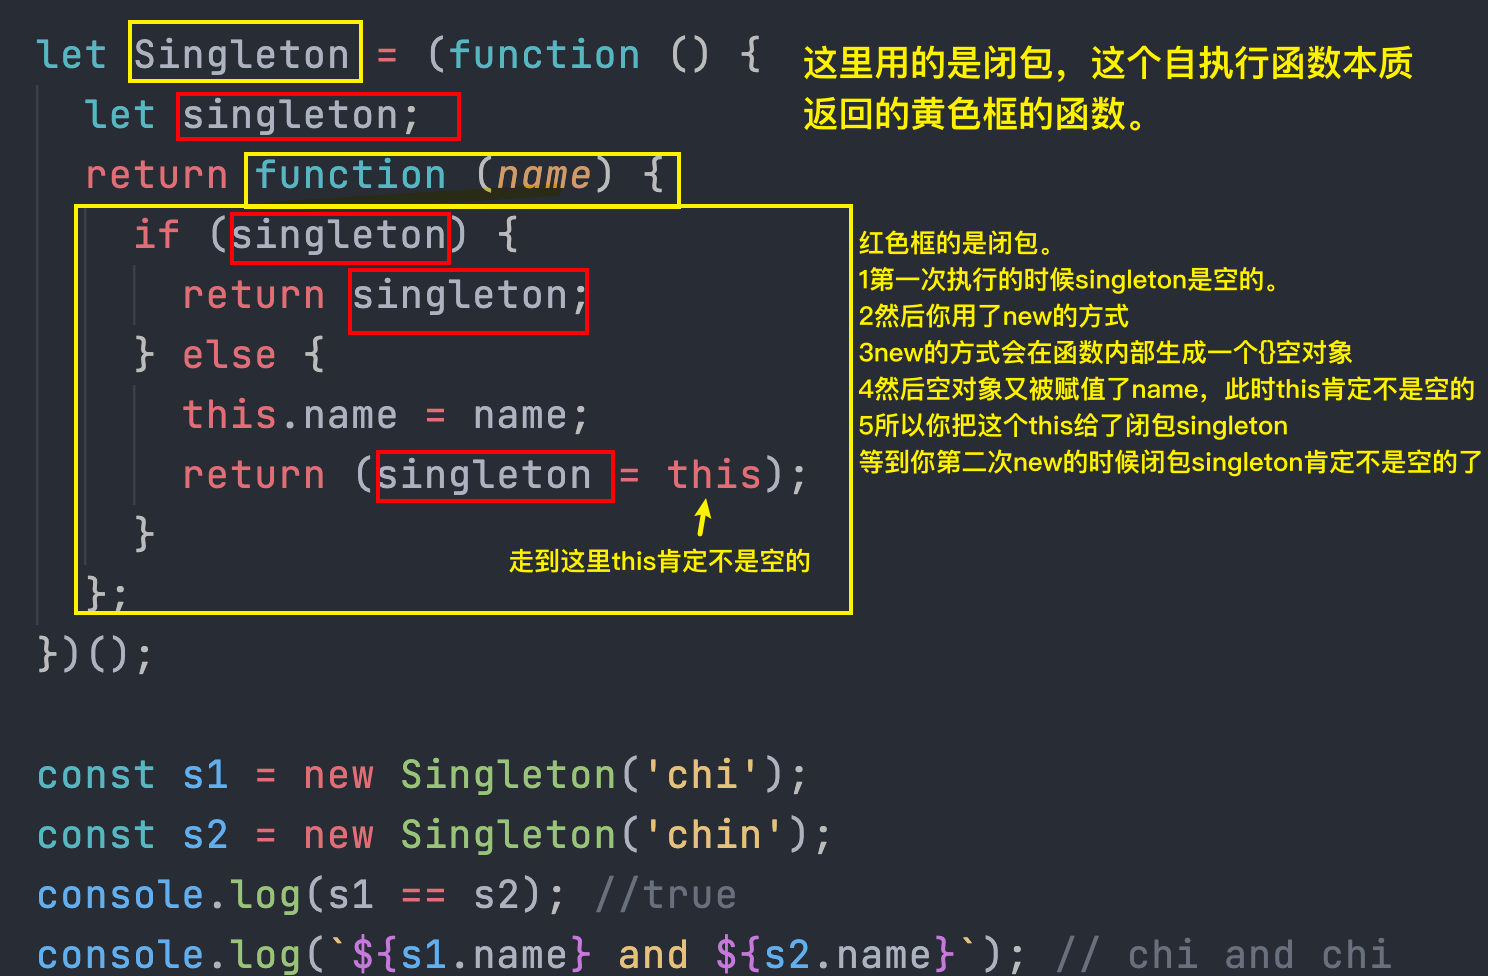 let Singleton = (function () {
这里用的是闭包，这个自执行函数本质
返回的黄色框的函数。
let singleton;
return function (name) {
if (singleton) {
return singleton;
} else {
this.name = name;
return (singleton = this);
}
};
})();
红色框的是闭包。
1第一次执行的时候singleton是空的。
2然后你用了new的方式
3new的方式会在函数内部生成一个{}空对象
4然后空对象又被赋值了name，此时this肯定不是空的
5所以你把这个this给了闭包singleton
等到你第二次new的时候闭包singleton肯定不是空的了
走到这里this肯定不是空的
const s1 = new Singleton('chi');
const s2 = new Singleton('chin');
console.log(s1 == s2); //true
console.log(`${s1.name} and ${s2.name}`); // chi and chi